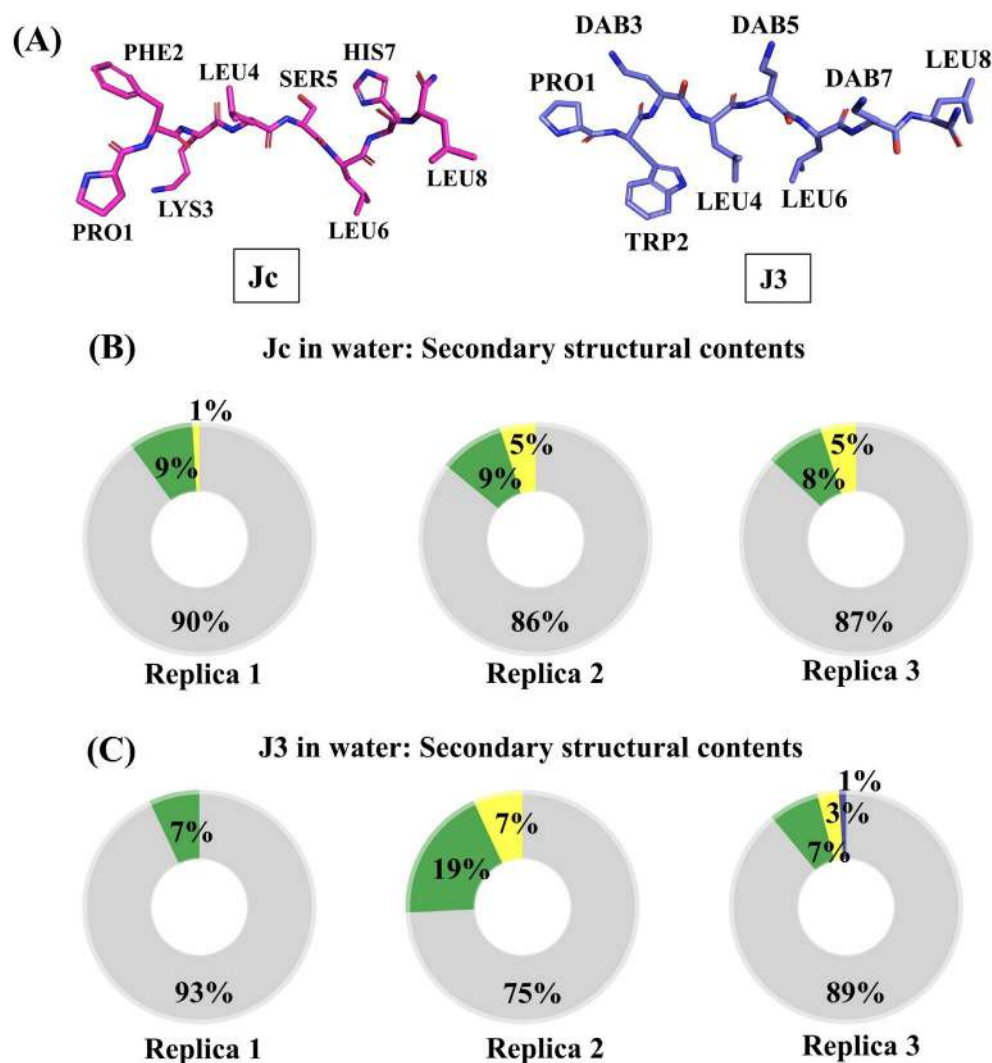 (A)
PHE2
LEU4
SER5
HIS7
PRO1
LYS3
LEU6
LEU8
Jc
DAB3
DAB5
LEU8
PRO1
DAB7
TRP2
LEU4
LEU6
J3
(B) Jc in water: Secondary structural contents
1%
9%
90%
Replica 1
5%
9%
86%
Replica 2
5%
8%
87%
Replica 3
(C) J3 in water: Secondary structural contents
7%
93%
Replica 1
7%
19%
75%
Replica 2
1%
3%
7%
89%
Replica 3